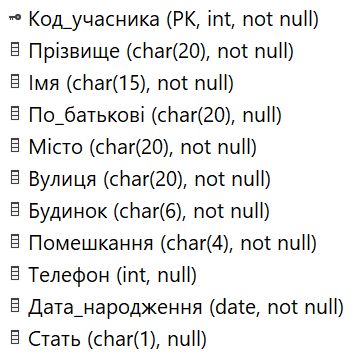 Код_учасника (PK, int, not null)
Прізвище (char(20), not null)
Імя (char(15), not null)
По_батькові (char(20), null)
Місто (char(20), not null)
Вулиця (char(20), not null)
Будинок (char(6), not null)
Помешкання (char(4), not null)
Телефон (int, null)
Дата_народження (date, not null)
Стать (char(1), null)